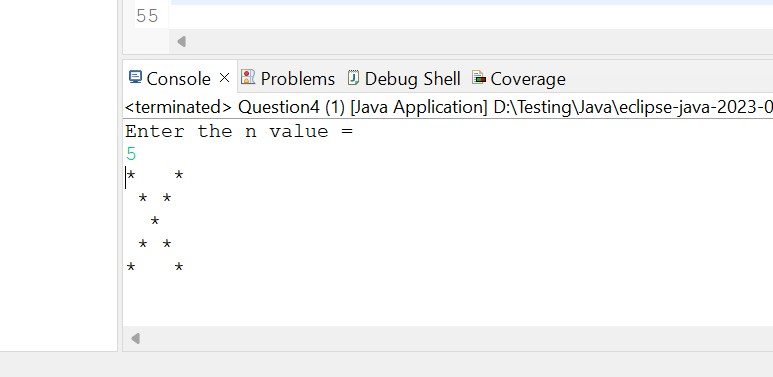 55
Console × Problems Debug Shell Coverage
<terminated> Question4 (1) [Java Application] D:\Testing\Java\eclipse-java-2023-0
Enter the n value =
5
*   *
 * *
  *
 * *
*   *